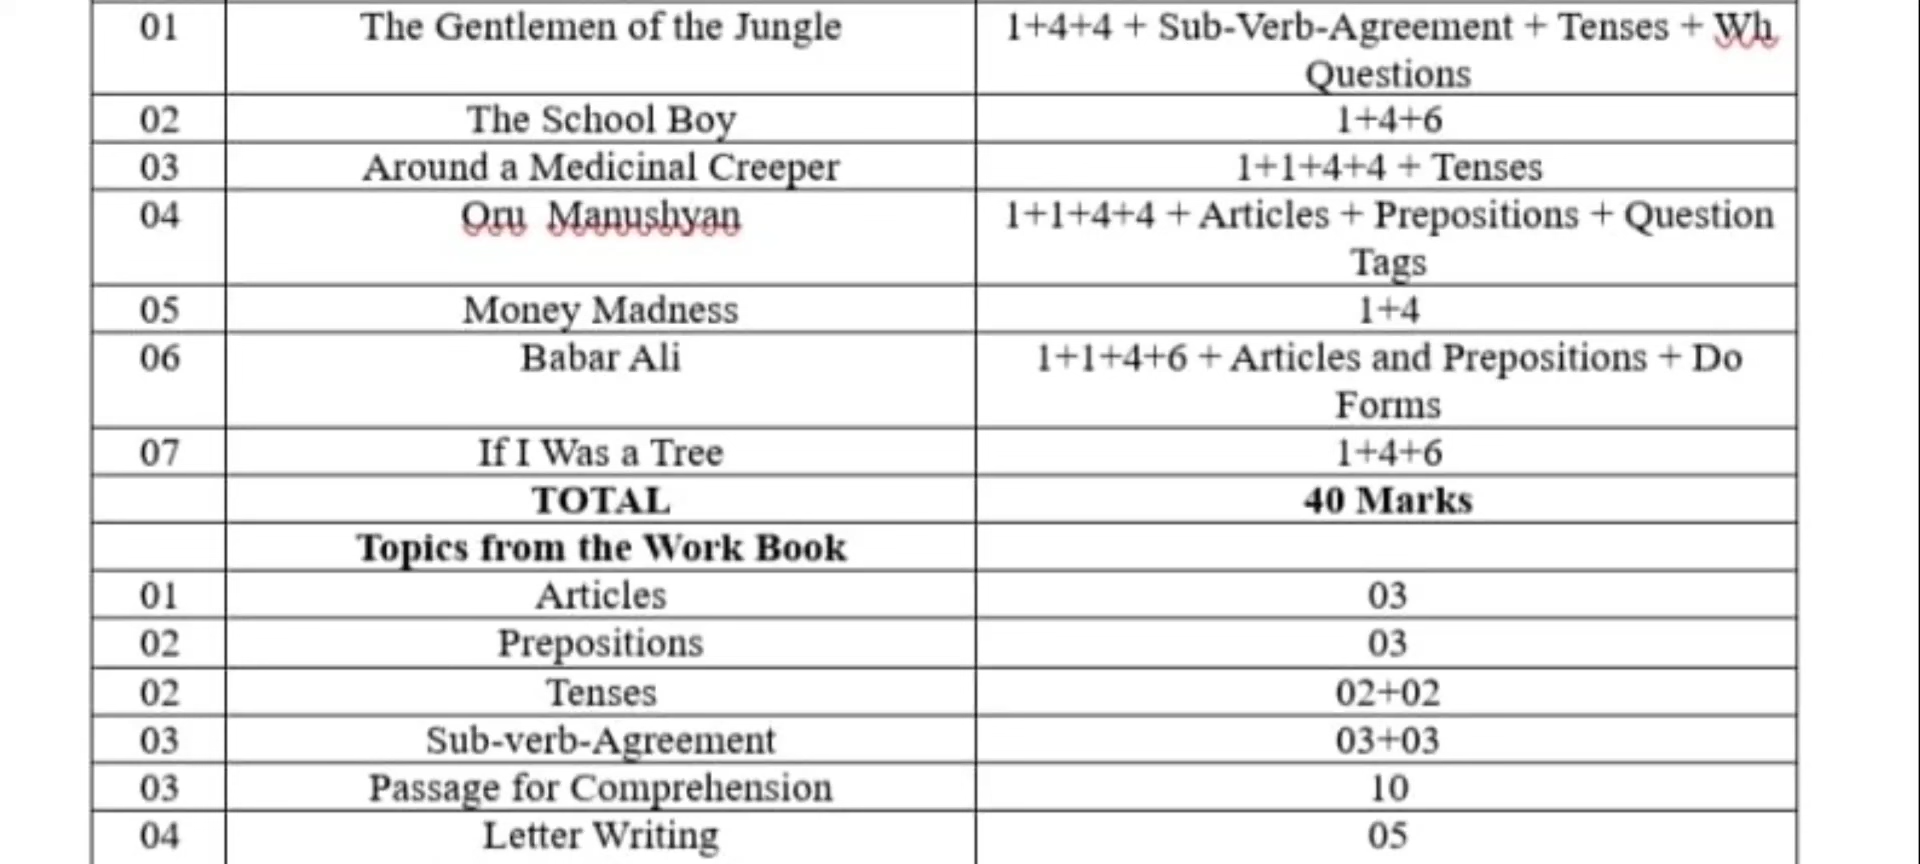 01 The Gentlemen of the Jungle 1+4+4 + Sub-Verb-Agreement + Tenses + Wh
Questions
02 The School Boy 1+4+6
03 Around a Medicinal Creeper 1+1+4+4 + Tenses
04 Oru Manushyan 1+1+4+4 + Articles + Prepositions + Question
Tags
05 Money Madness 1+4
06 Babar Ali 1+1+4+6 + Articles and Prepositions + Do
Forms
07 If I Was a Tree 1+4+6
TOTAL 40 Marks
Topics from the Work Book
01 Articles 03
02 Prepositions 03
02 Tenses 02+02
03 Sub-verb-Agreement 03+03
03 Passage for Comprehension 10
04 Letter Writing 05